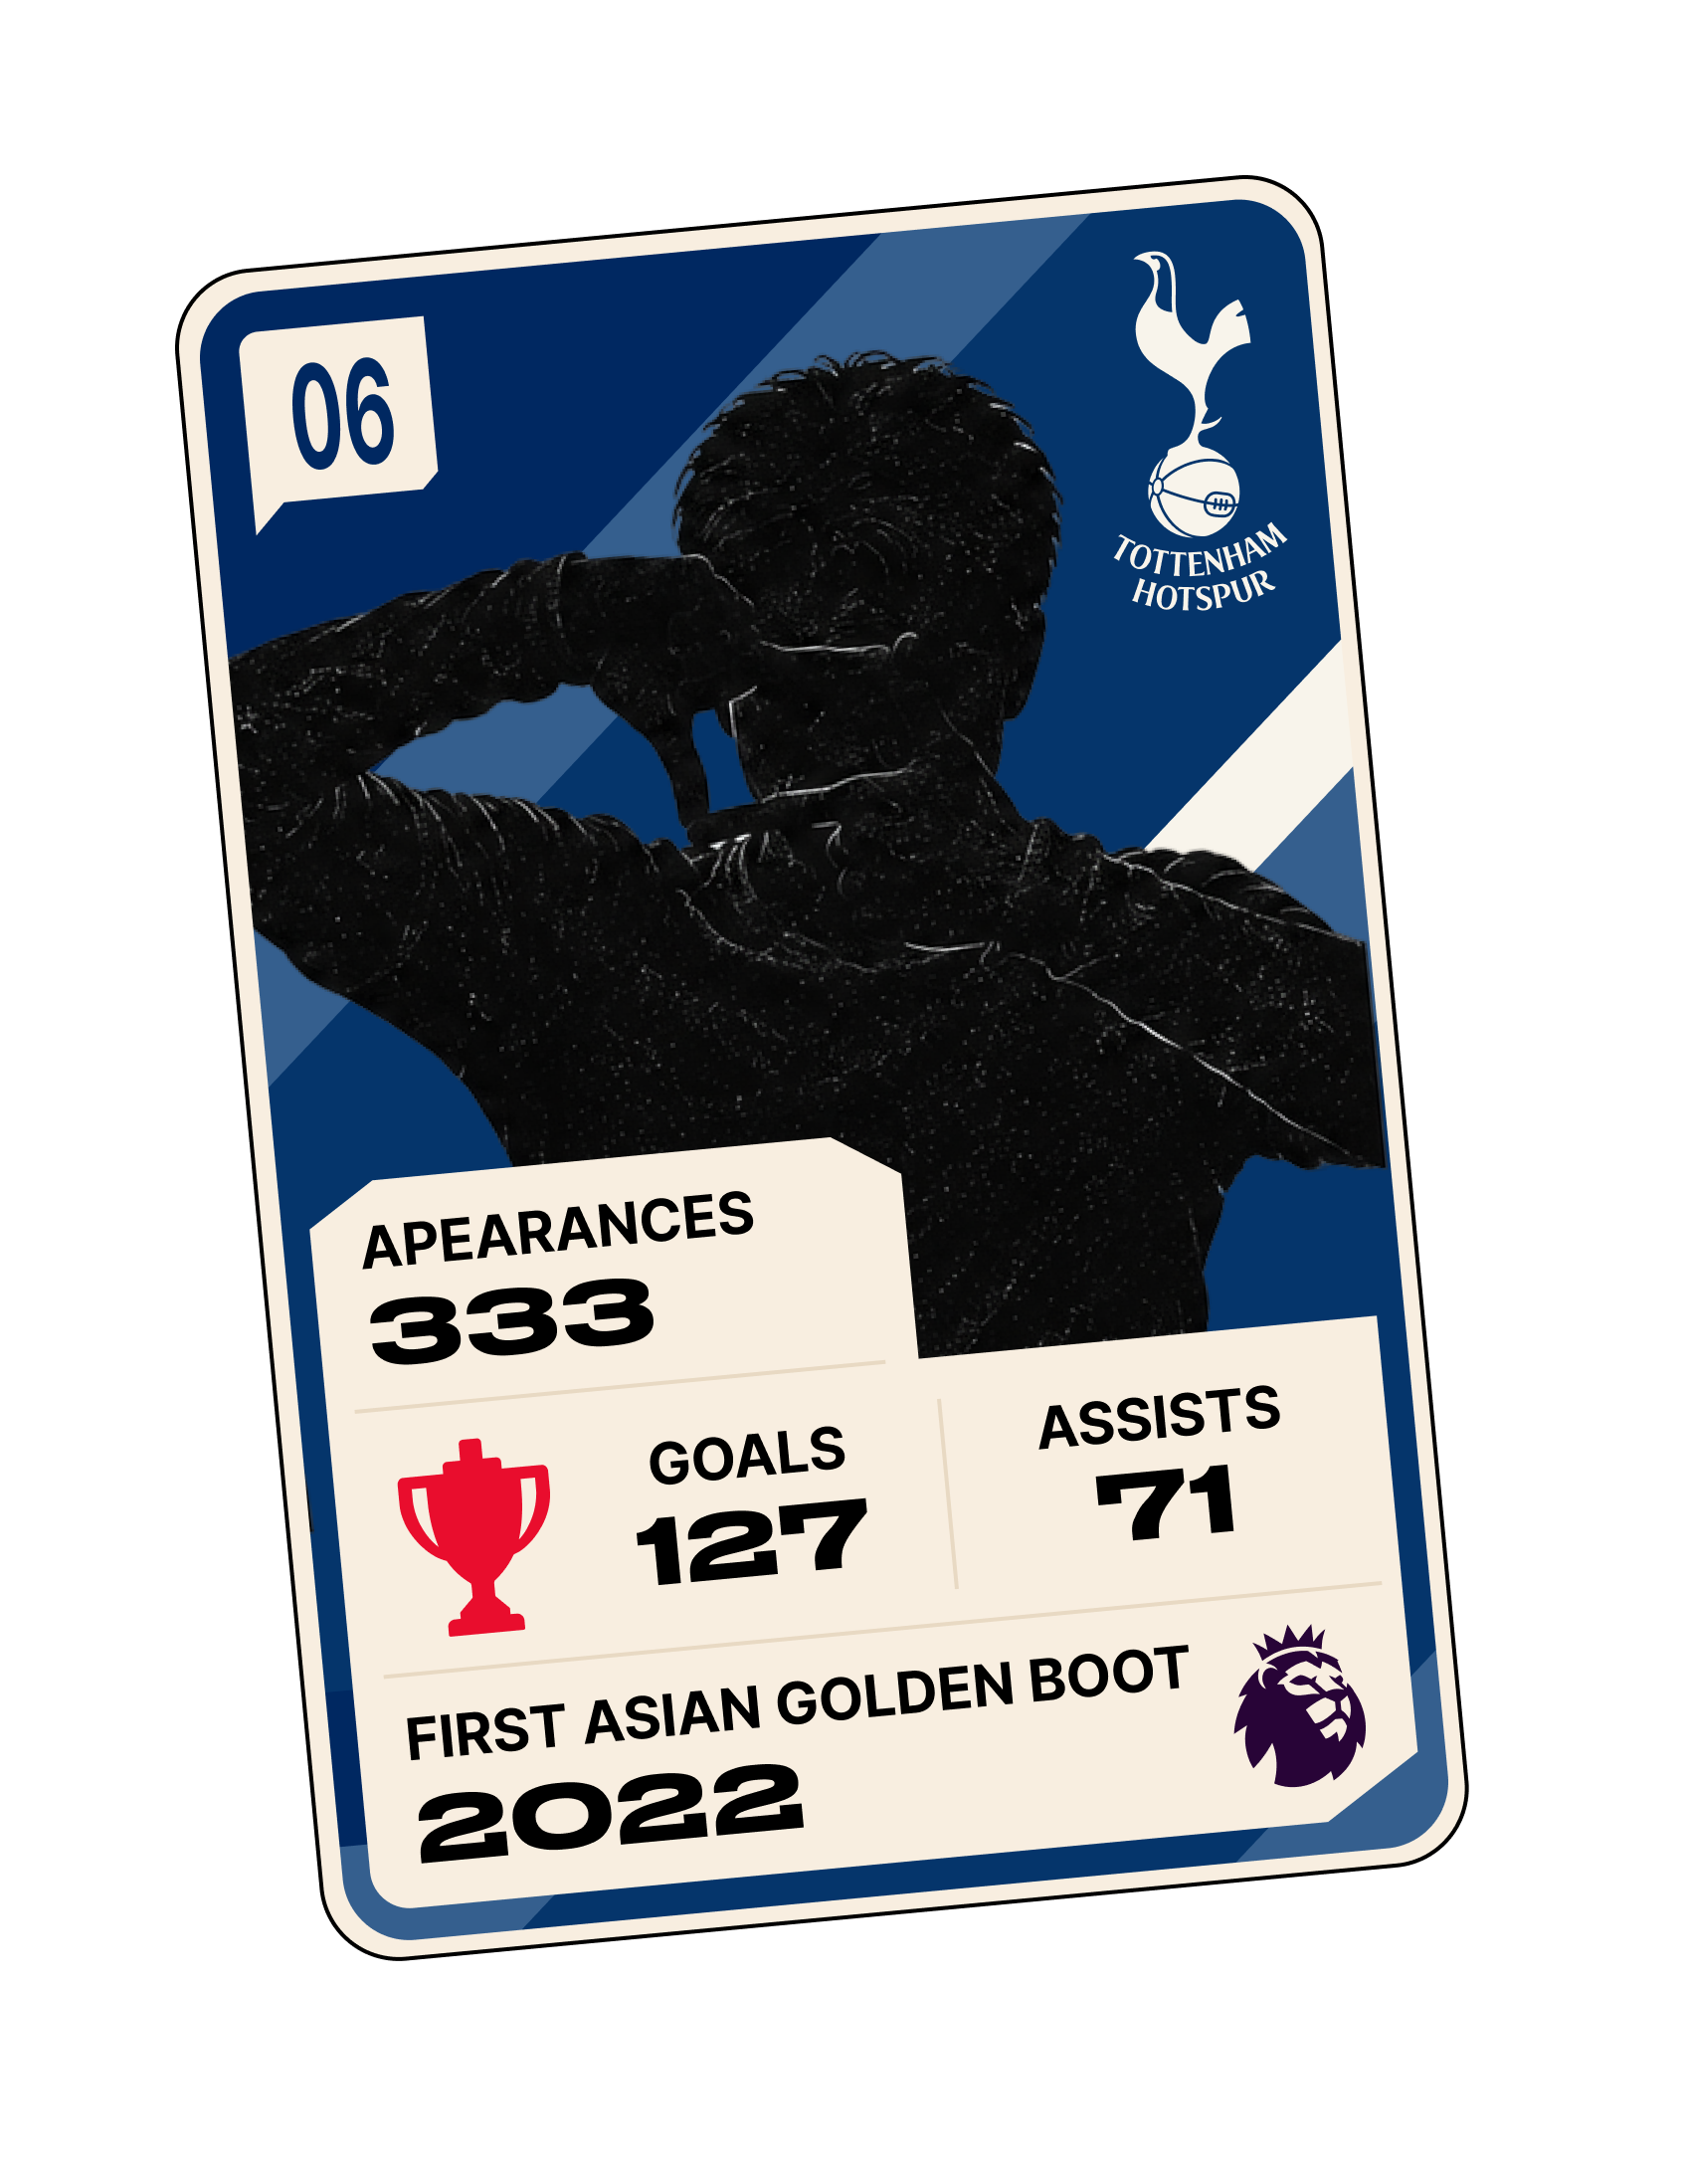 06
TOTTENHAM
HOTSPUR
APEARANCES
333
GOALS
127
ASSISTS
71
FIRST ASIAN GOLDEN BOOT
2022